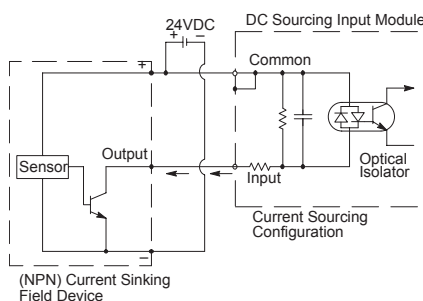 24VDC
+ −
DC Sourcing Input Module
+
Common
Output
Sensor
Input
Optical
Isolator
Current Sourcing
Configuration
−
(NPN) Current Sinking
Field Device